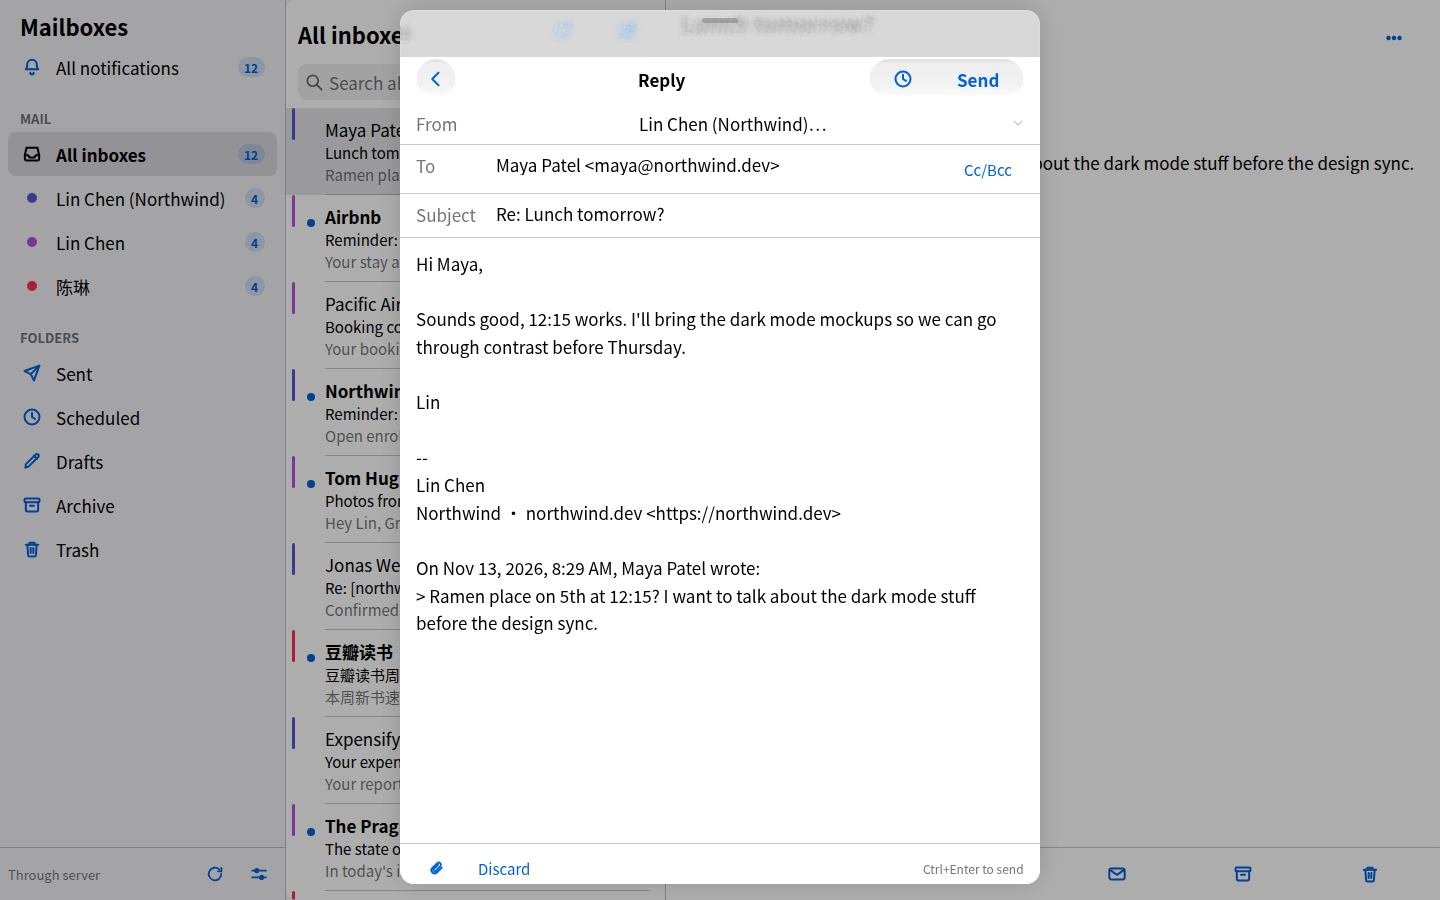 Mailboxes
All notifications 12
MAIL
All inboxes 12
Lin Chen (Northwind) 4
Lin Chen 4
陈琳 4
FOLDERS
Sent
Scheduled
Drafts
Archive
Trash
Through server
All inboxe
Search al
Maya Pate
Lunch tom
Ramen pla
Airbnb
Reminder:
Your stay a
Pacific Air
Booking co
Your booki
Northwin
Reminder:
Open enro
Tom Hug
Photos from
Hey Lin, Gr
Jonas We
Re: [northw
Confirmed
豆瓣读书
豆瓣读书周
本周新书速
Expensify
Your expen
Your report
The Prag
The state o
In today's i
Reply
Send
From Lin Chen (Northwind)…
To Maya Patel <maya@northwind.dev> Cc/Bcc
Subject Re: Lunch tomorrow?
Hi Maya,
Sounds good, 12:15 works. I'll bring the dark mode mockups so we can go
through contrast before Thursday.
Lin
--
Lin Chen
Northwind · northwind.dev <https://northwind.dev>
On Nov 13, 2026, 8:29 AM, Maya Patel wrote:
> Ramen place on 5th at 12:15? I want to talk about the dark mode stuff
before the design sync.
Discard
Ctrl+Enter to send
out the dark mode stuff before the design sync.